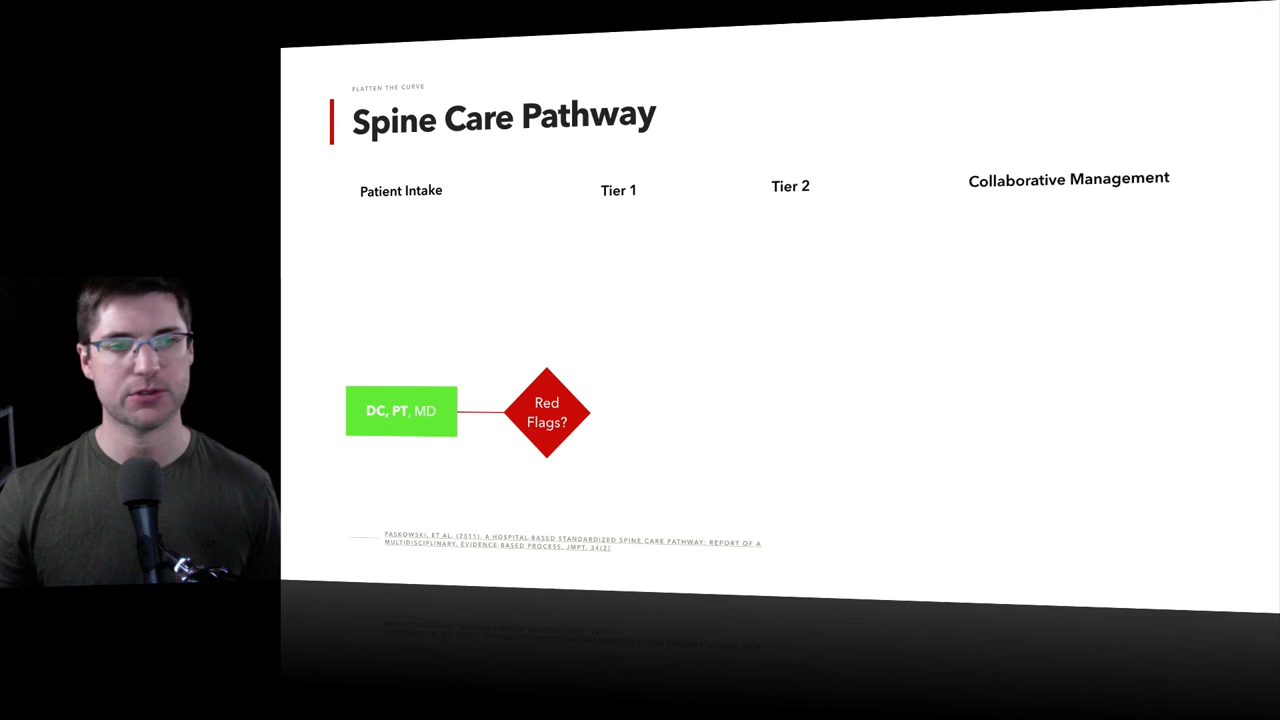 FLATTEN THE CURVE
Spine Care Pathway
Patient Intake
Tier 1
Tier 2
Collaborative Management
DC, PT, MD
Red
Flags?
PASKOWSKI, ET AL. (2011). A HOSPITAL-BASED STANDARDIZED SPINE CARE PATHWAY: REPORT OF A
MULTIDISCIPLINARY, EVIDENCE-BASED PROCESS, JMPT, 34(2)